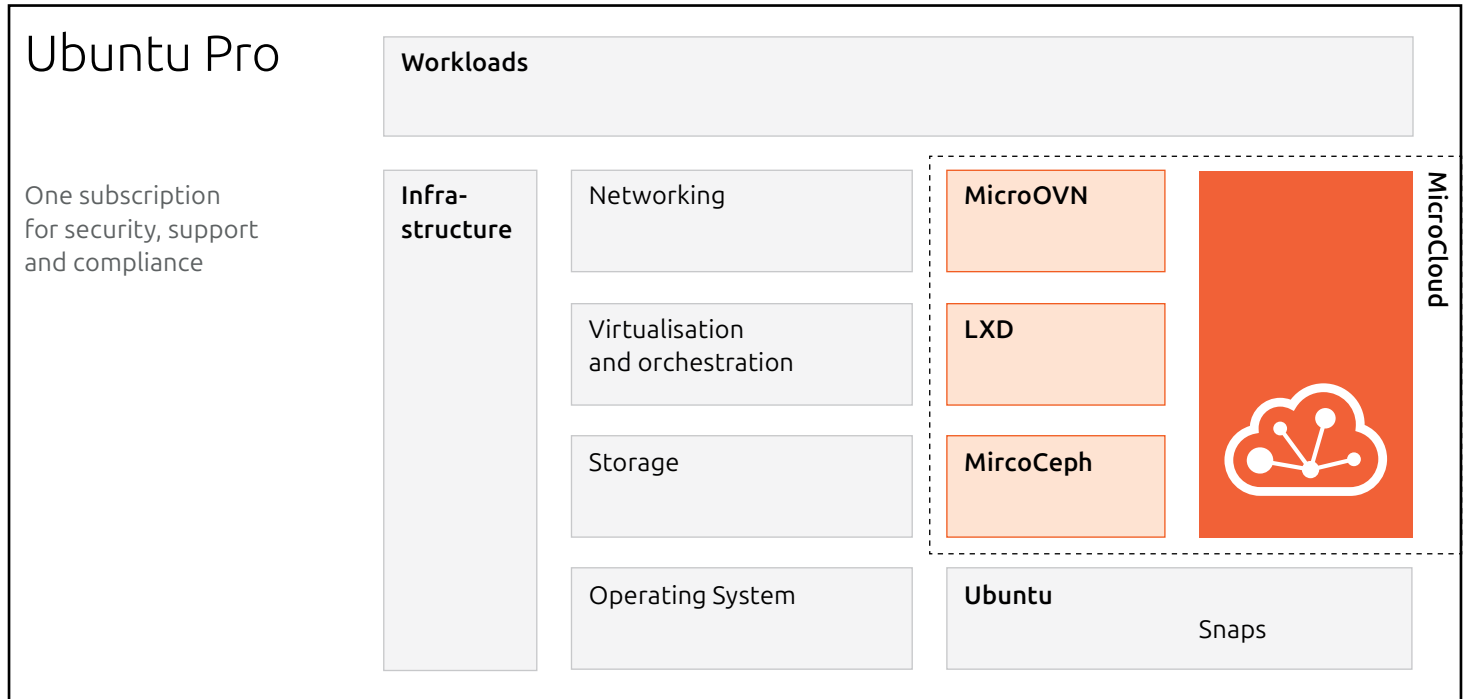 Ubuntu Pro
One subscription
for security, support
and compliance
Workloads
Infra-
structure
Networking
MicroOVN
MicroCloud
Virtualisation
and orchestration
LXD
Storage
MircoCeph
Operating System
Ubuntu
Snaps